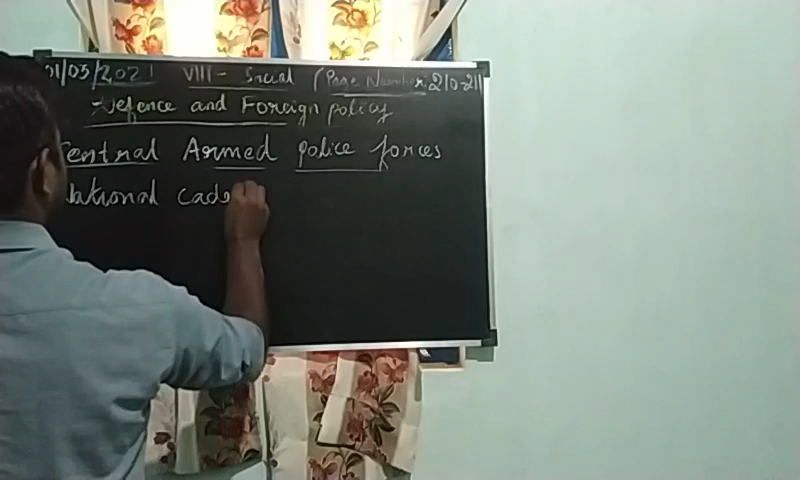 01/03/2021 VIII - Social (Page Number: 210-211
Defence and Foreign policy
Central Armed police forces
National cade